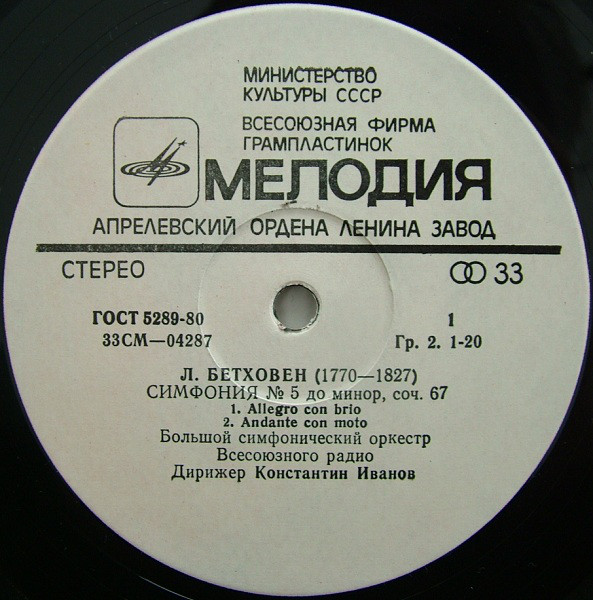 МИНИСТЕРСТВО
КУЛЬТУРЫ СССР
ВСЕСОЮЗНАЯ ФИРМА
ГРАМПЛАСТИНОК
МЕЛОДИЯ
АПРЕЛЕВСКИЙ ОРДЕНА ЛЕНИНА ЗАВОД
СТЕРЕО 33
ГОСТ 5289-80 1
33СМ—04287 Гр. 2. 1-20
Л. БЕТХОВЕН (1770—1827)
СИМФОНИЯ № 5 до минор, соч. 67
1. Allegro con brio
2. Andante con moto
Большой симфонический оркестр
Всесоюзного радио
Дирижер Константин Иванов